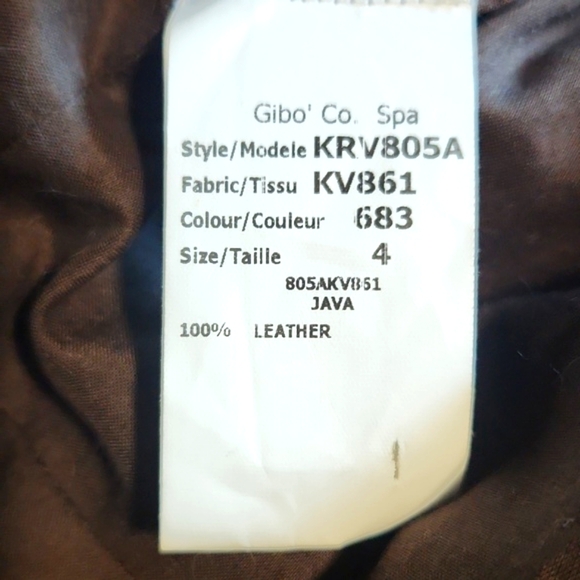 Gibo' Co. Spa
Style/Modele KRV805A
Fabric/Tissu KV861
Colour/Couleur 683
Size/Taille 4
805AKV861
JAVA
100% LEATHER